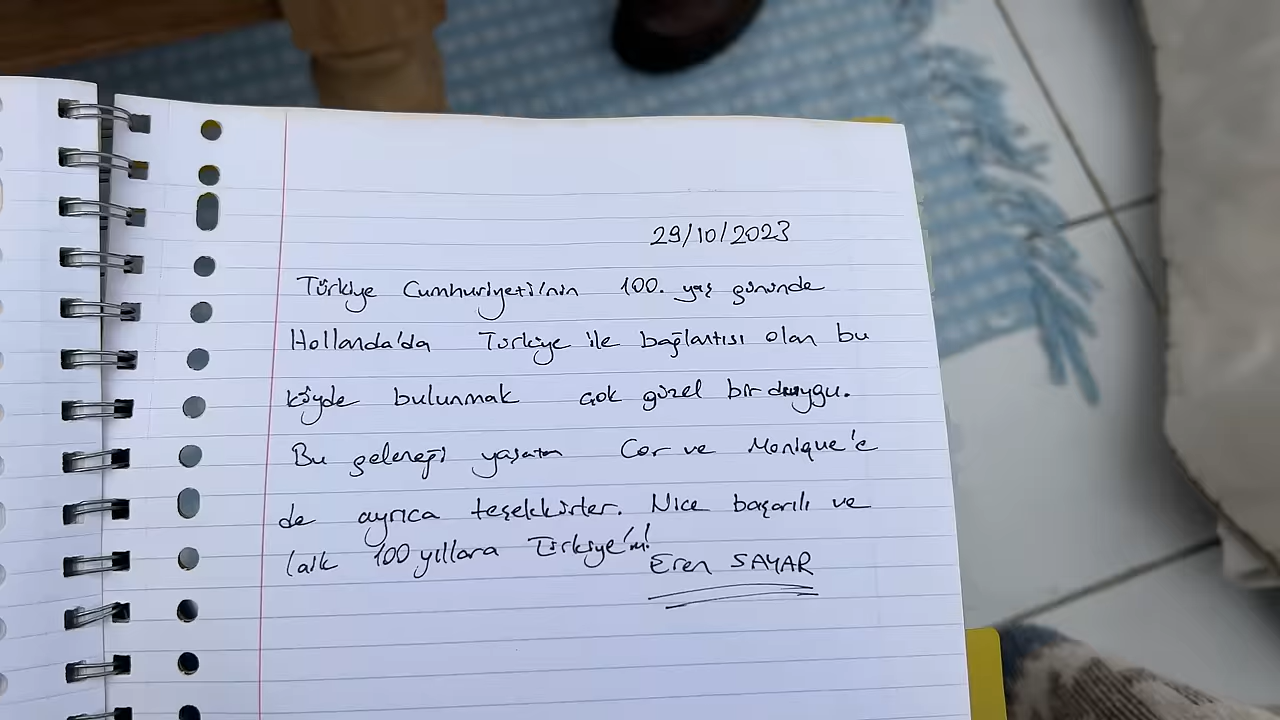 29/10/2023
Türkiye Cumhuriyeti'nin 100. yaş gününde
Hollanda'da Türkiye ile bağlantısı olan bu
köyde bulunmak çok güzel bir duygu.
Bu geleneği yaşatan Cor ve Monique'e
de ayrıca teşekkürler. Nice başarılı ve
laik 100 yıllara Türkiye'm!
Eren SAYAR